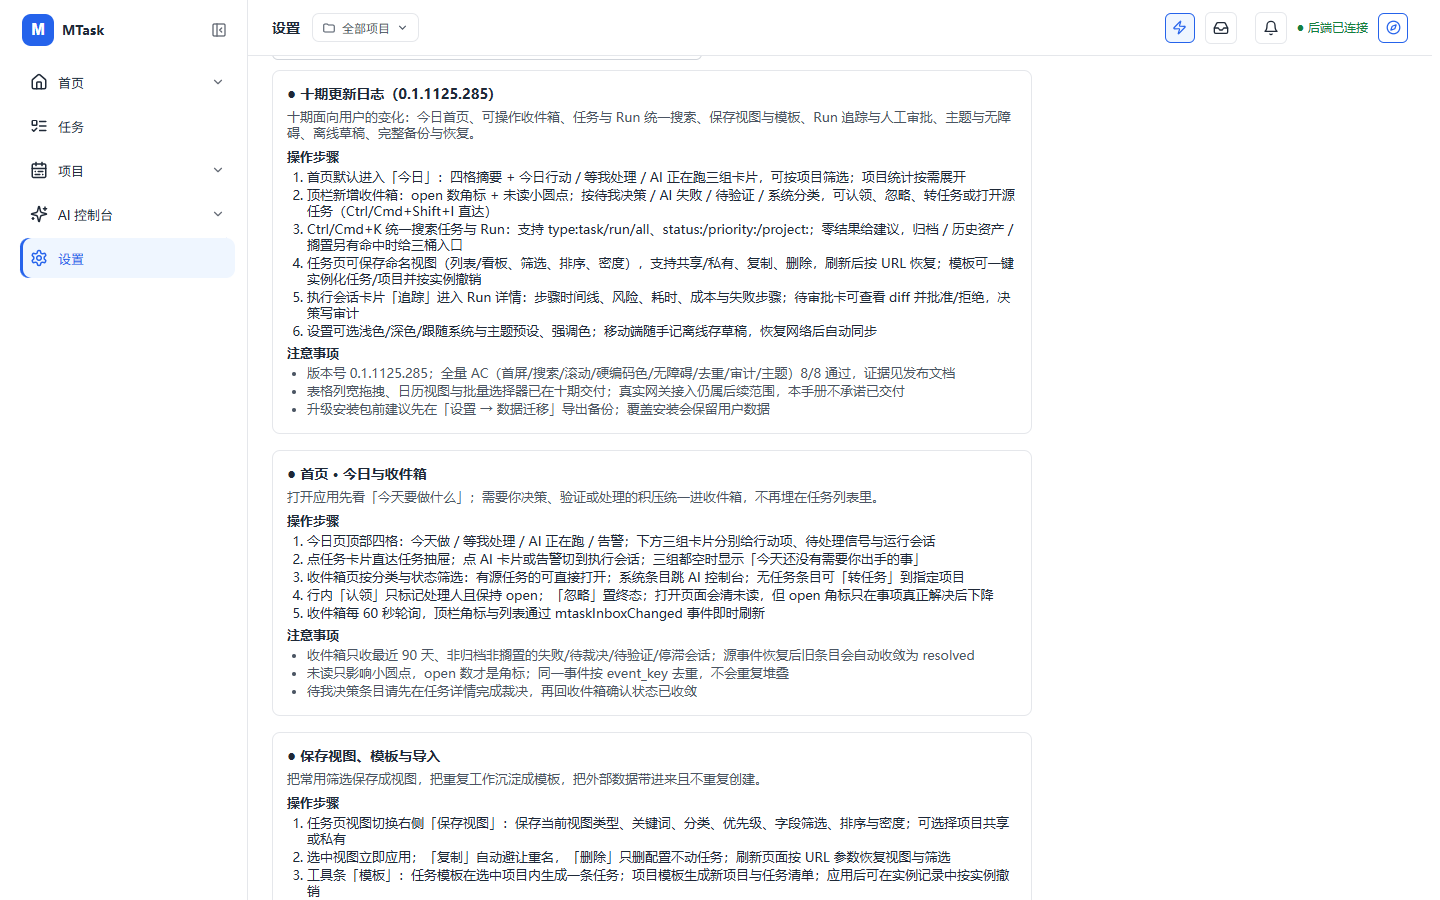 M MTask
首页
任务
项目
AI 控制台
设置
设置 全部项目 后端已连接
● 十期更新日志（0.1.1125.285）
十期面向用户的变化：今日首页、可操作收件箱、任务与 Run 统一搜索、保存视图与模板、Run 追踪与人工审批、主题与无障
碍、离线草稿、完整备份与恢复。
操作步骤
1. 首页默认进入「今日」：四格摘要 + 今日行动 / 等我处理 / AI 正在跑三组卡片，可按项目筛选；项目统计按需展开
2. 顶栏新增收件箱：open 数角标 + 未读小圆点；按待我决策 / AI 失败 / 待验证 / 系统分类，可认领、忽略、转任务或打开源
任务（Ctrl/Cmd+Shift+I 直达）
3. Ctrl/Cmd+K 统一搜索任务与 Run：支持 type:task/run/all、status:/priority:/project:；零结果给建议，归档 / 历史资产 /
搁置另有命中时给三桶入口
4. 任务页可保存命名视图（列表/看板、筛选、排序、密度），支持共享/私有、复制、删除，刷新后按 URL 恢复；模板可一键
实例化任务/项目并按实例撤销
5. 执行会话卡片「追踪」进入 Run 详情：步骤时间线、风险、耗时、成本与失败步骤；待审批卡可查看 diff 并批准/拒绝，决
策写审计
6. 设置可选浅色/深色/跟随系统与主题预设、强调色；移动端随手记离线存草稿，恢复网络后自动同步
注意事项
• 版本号 0.1.1125.285；全量 AC（首屏/搜索/滚动/硬编码色/无障碍/去重/审计/主题）8/8 通过，证据见发布文档
• 表格列宽拖拽、日历视图与批量选择器已在十期交付；真实网关接入仍属后续范围，本手册不承诺已交付
• 升级安装包前建议先在「设置 → 数据迁移」导出备份；覆盖安装会保留用户数据
● 首页 • 今日与收件箱
打开应用先看「今天要做什么」；需要你决策、验证或处理的积压统一进收件箱，不再埋在任务列表里。
操作步骤
1. 今日页顶部四格：今天做 / 等我处理 / AI 正在跑 / 告警；下方三组卡片分别给行动项、待处理信号与运行会话
2. 点任务卡片直达任务抽屉；点 AI 卡片或告警切到执行会话；三组都空时显示「今天还没有需要你出手的事」
3. 收件箱页按分类与状态筛选：有源任务的可直接打开；系统条目跳 AI 控制台；无任务条目可「转任务」到指定项目
4. 行内「认领」只标记处理人且保持 open；「忽略」置终态；打开页面会清未读，但 open 角标只在事项真正解决后下降
5. 收件箱每 60 秒轮询，顶栏角标与列表通过 mtaskInboxChanged 事件即时刷新
注意事项
• 收件箱只收最近 90 天、非归档非搁置的失败/待裁决/待验证/停滞会话；源事件恢复后旧条目会自动收敛为 resolved
• 未读只影响小圆点，open 数才是角标；同一事件按 event_key 去重，不会重复堆叠
• 待我决策条目请先在任务详情完成裁决，再回收件箱确认状态已收敛
● 保存视图、模板与导入
把常用筛选保存成视图，把重复工作沉淀成模板，把外部数据带进来且不重复创建。
操作步骤
1. 任务页视图切换右侧「保存视图」：保存当前视图类型、关键词、分类、优先级、字段筛选、排序与密度；可选择项目共享
或私有
2. 选中视图立即应用；「复制」自动避让重名，「删除」只删配置不动任务；刷新页面按 URL 参数恢复视图与筛选
3. 工具条「模板」：任务模板在选中项目内生成一条任务；项目模板生成新项目与任务清单；应用后可在实例记录中按实例撤
销